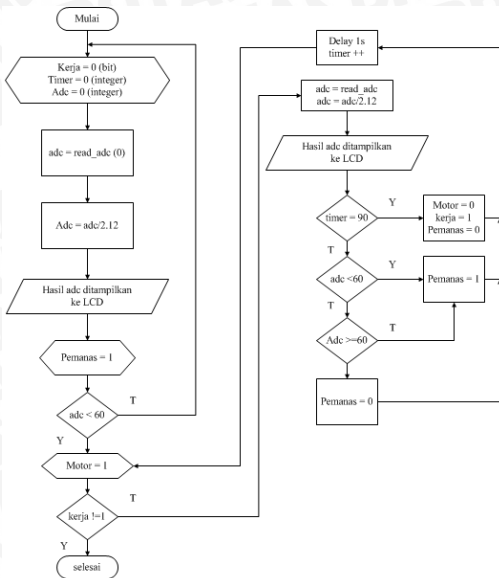 Mulai
Kerja = 0 (bit)
Timer = 0 (integer)
Adc = 0 (integer)
adc = read_adc (0)
Adc = adc/2.12
Hasil adc ditampilkan
ke LCD
Pemanas = 1
adc < 60
T
Y
Motor = 1
kerja !=1
T
Y
selesai
Delay 1s
timer ++
adc = read_adc
adc = adc/2.12
Hasil adc ditampilkan
ke LCD
timer = 90
Y
T
Motor = 0
kerja = 1
Pemanas = 0
adc <60
Y
T
Pemanas = 1
Adc >=60
T
Pemanas = 0